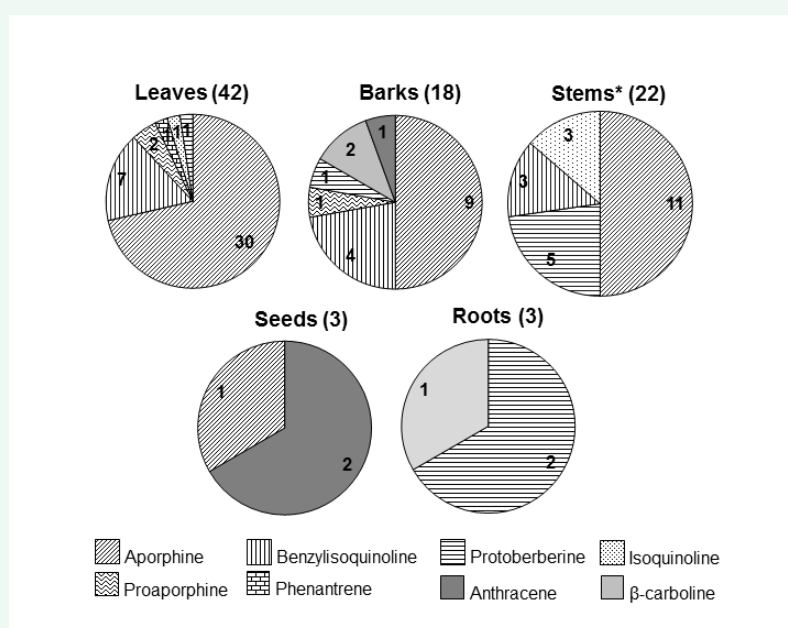 Leaves (42) Barks (18) Stems* (22)
30 7 2 1 1 1
9 4 1 1 2 1
11 5 3 3
Seeds (3) Roots (3)
1 2
1 2
Aporphine Benzylisoquinoline Protoberberine Isoquinoline
Proaporphine Phenantrene Anthracene β-carboline